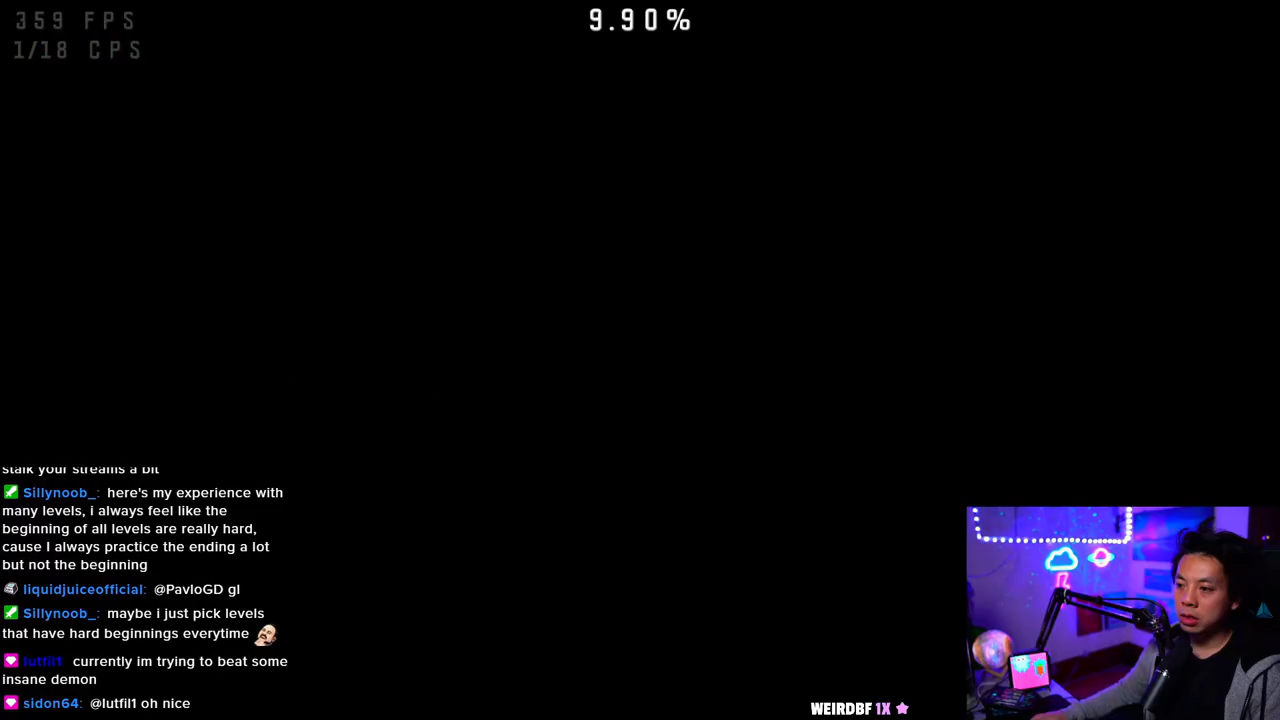 359 FPS
9.90%
1/18 CPS
stalk your streams a bit
Sillynoob_: here's my experience with
many levels, i always feel like the
beginning of all levels are really hard,
cause I always practice the ending a lot
but not the beginning
liquidjuiceofficial: @PavloGD gl
Sillynoob_: maybe i just pick levels
that have hard beginnings everytime
lutfil1: currently im trying to beat some
insane demon
sidon64: @lutfil1 oh nice
WEIRDBF 1X